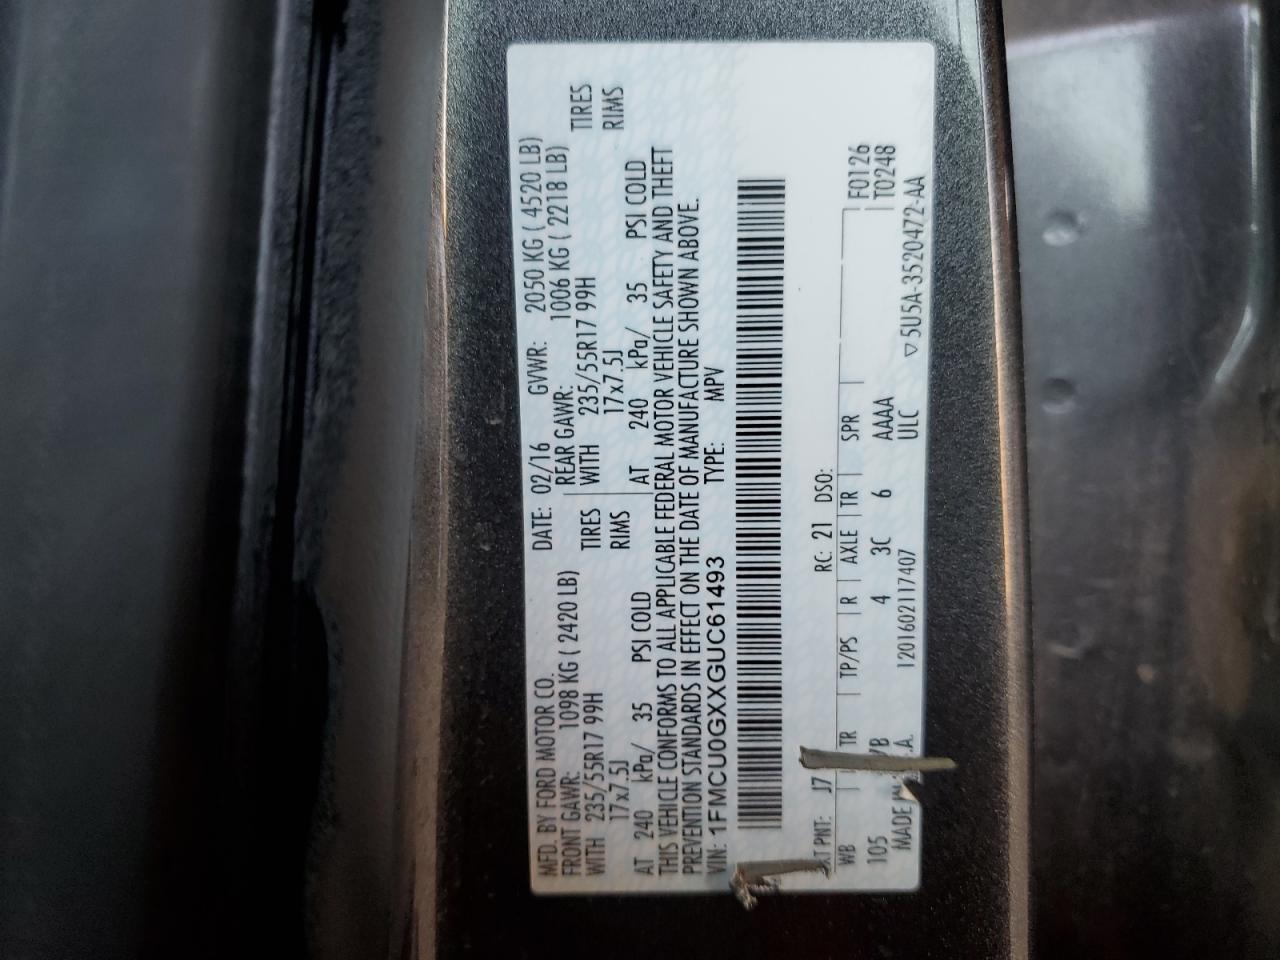 MFD. BY FORD MOTOR CO.
DATE: 02/16 GVWR: 2050 KG ( 4520 LB)
FRONT GAWR: 1098 KG ( 2420 LB)
REAR GAWR: 1006 KG ( 2218 LB)
WITH 235/55R17 99H TIRES
WITH 235/55R17 99H TIRES
17x7.5J RIMS
17x7.5J RIMS
AT 240 kPa/ 35 PSI COLD
AT 240 kPa/ 35 PSI COLD
THIS VEHICLE CONFORMS TO ALL APPLICABLE FEDERAL MOTOR VEHICLE SAFETY AND THEFT
PREVENTION STANDARDS IN EFFECT ON THE DATE OF MANUFACTURE SHOWN ABOVE.
VIN: 1FMCU0GXXGUC61493 TYPE: MPV
PNT: J7 RC: 21 DSO:
WB TR TP/PS R AXLE TR SPR F0126
105 4 3C 6 AAAA T0248
MADE 1201602117407 ULC ▽5U5A-3520472-AA